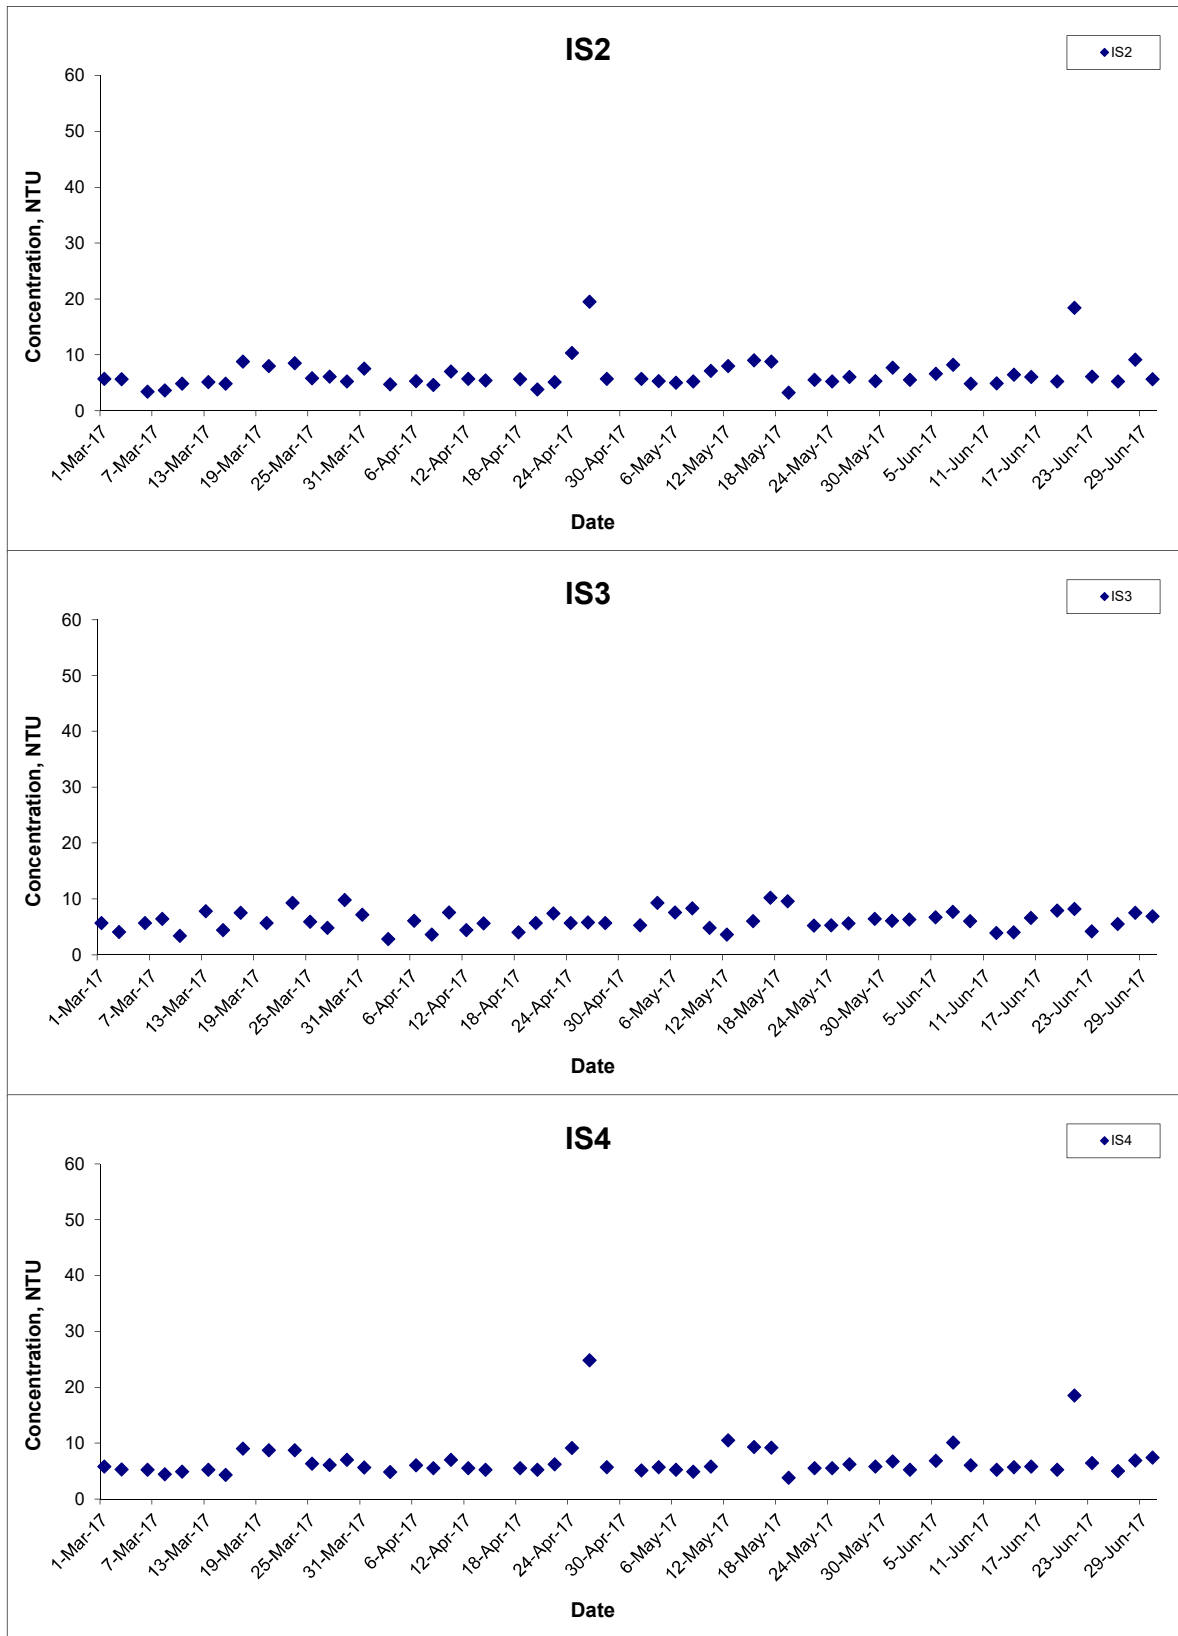 IS2
IS2
60
50
40
30
20
10
0
Concentration, NTU
1-Mar-17 7-Mar-17 13-Mar-17 19-Mar-17 25-Mar-17 31-Mar-17 6-Apr-17 12-Apr-17 18-Apr-17 24-Apr-17 30-Apr-17 6-May-17 12-May-17 18-May-17 24-May-17 30-May-17 5-Jun-17 11-Jun-17 17-Jun-17 23-Jun-17 29-Jun-17
Date
IS3
IS3
60
50
40
30
20
10
0
Concentration, NTU
1-Mar-17 7-Mar-17 13-Mar-17 19-Mar-17 25-Mar-17 31-Mar-17 6-Apr-17 12-Apr-17 18-Apr-17 24-Apr-17 30-Apr-17 6-May-17 12-May-17 18-May-17 24-May-17 30-May-17 5-Jun-17 11-Jun-17 17-Jun-17 23-Jun-17 29-Jun-17
Date
IS4
IS4
60
50
40
30
20
10
0
Concentration, NTU
1-Mar-17 7-Mar-17 13-Mar-17 19-Mar-17 25-Mar-17 31-Mar-17 6-Apr-17 12-Apr-17 18-Apr-17 24-Apr-17 30-Apr-17 6-May-17 12-May-17 18-May-17 24-May-17 30-May-17 5-Jun-17 11-Jun-17 17-Jun-17 23-Jun-17 29-Jun-17
Date